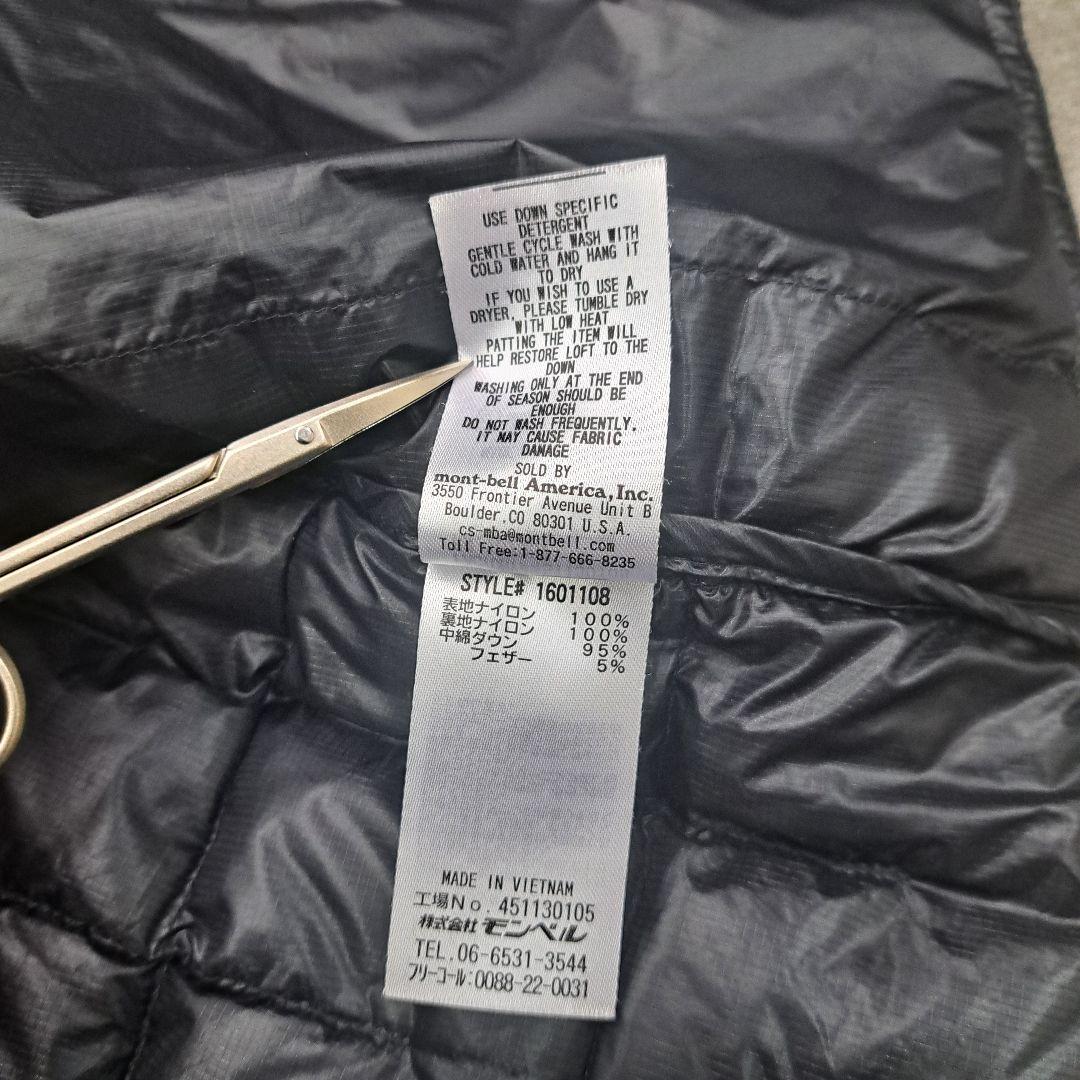 USE DOWN SPECIFIC
DETERGENT
GENTLE CYCLE WASH WITH
COLD WATER AND HANG IT
TO DRY
IF YOU WISH TO USE A
DRYER, PLEASE TUMBLE DRY
WITH LOW HEAT
PATTING THE ITEM WILL
HELP RESTORE LOFT TO THE
DOWN
WASHING ONLY AT THE END
OF SEASON SHOULD BE
ENOUGH
DO NOT WASH FREQUENTLY,
IT MAY CAUSE FABRIC
DAMAGE
SOLD BY
mont-bell America,Inc.
3550 Frontier Avenue Unit B
Boulder.CO 80301 U.S.A.
cs-mba@montbell.com
Toll Free:1-877-666-8235
STYLE# 1601108
表地ナイロン 100%
裏地ナイロン 100%
中綿ダウン 95%
フェザー 5%
MADE IN VIETNAM
工場No. 451130105
株式会社モンベル
TEL. 06-6531-3544
フリーコール:0088-22-0031